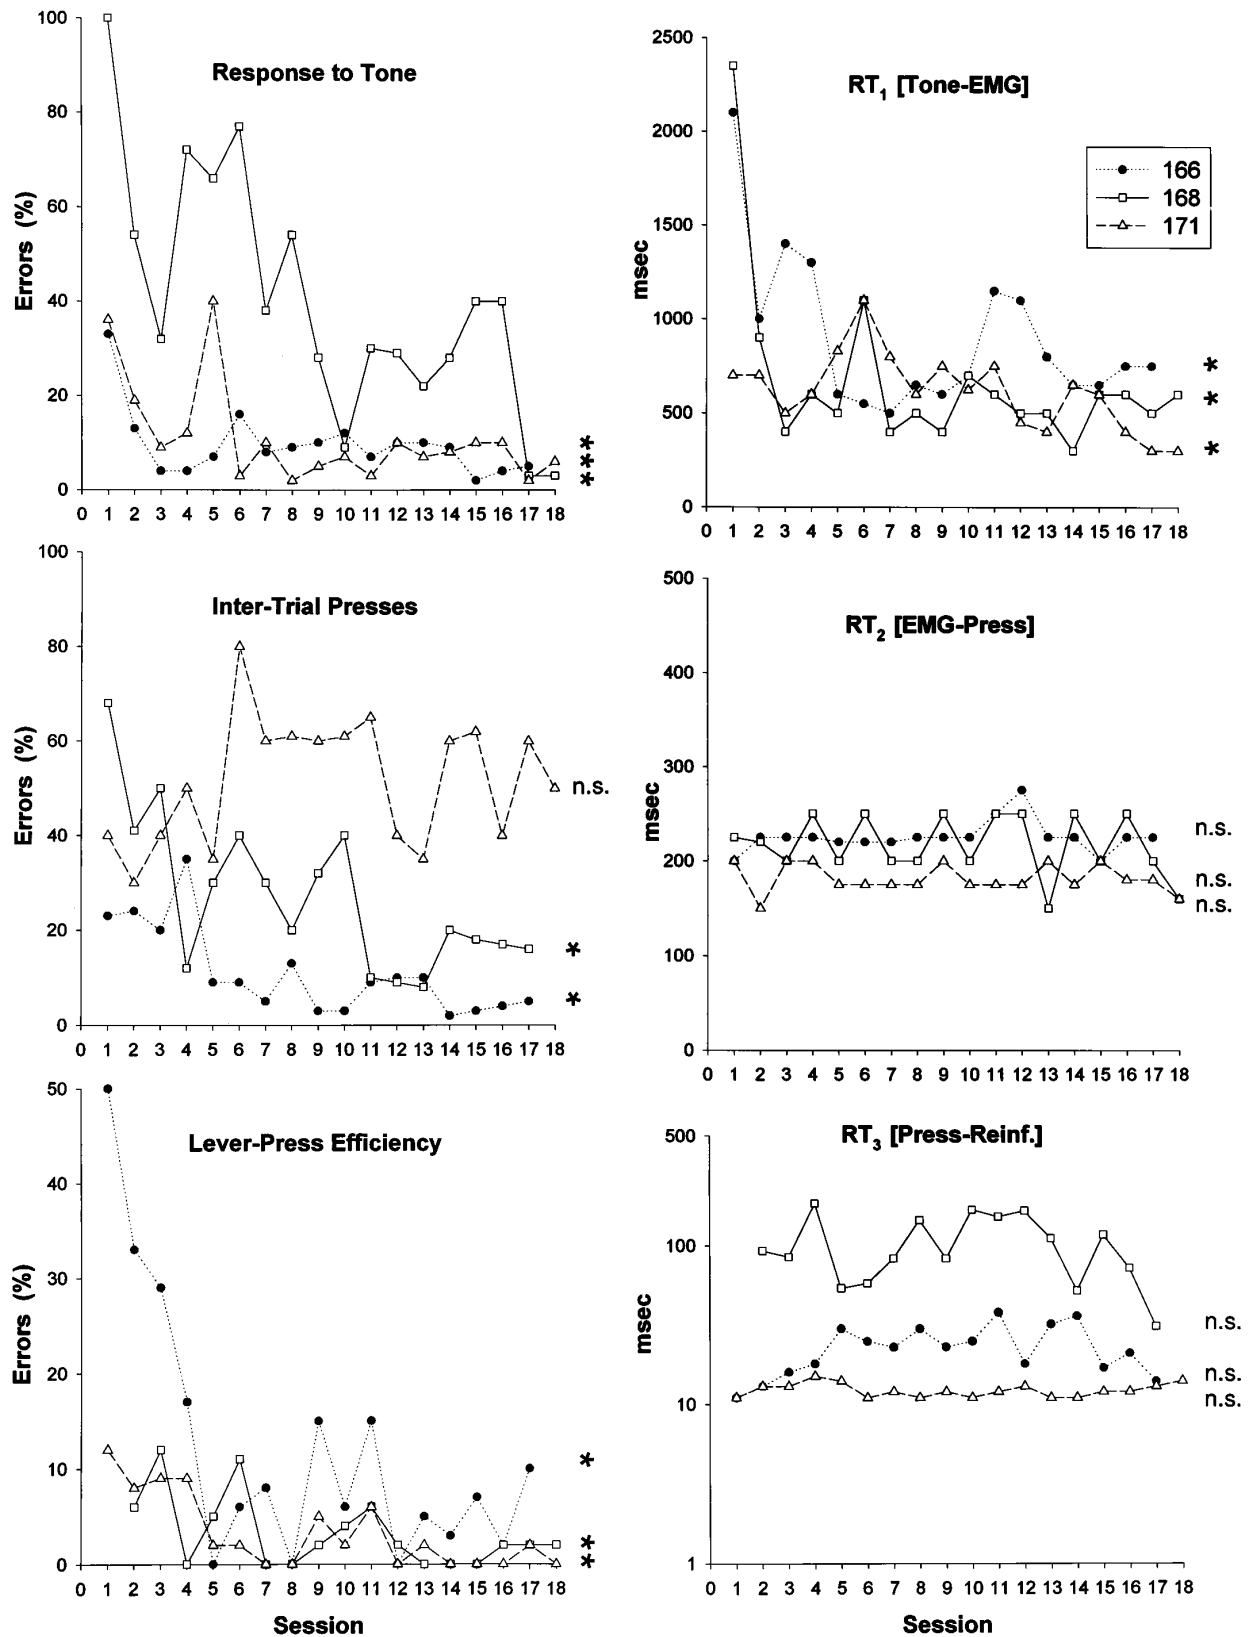 Response to Tone
Errors (%)
100
80
60
40
20
0
0 1 2 3 4 5 6 7 8 9 10 11 12 13 14 15 16 17 18
*
*
*
RT1 [Tone-EMG]
msec
2500
2000
1500
1000
500
0
0 1 2 3 4 5 6 7 8 9 10 11 12 13 14 15 16 17 18
166
168
171
*
*
*
Inter-Trial Presses
Errors (%)
100
80
60
40
20
0
0 1 2 3 4 5 6 7 8 9 10 11 12 13 14 15 16 17 18
n.s.
*
*
RT2 [EMG-Press]
msec
500
400
300
200
100
0
0 1 2 3 4 5 6 7 8 9 10 11 12 13 14 15 16 17 18
n.s.
n.s.
n.s.
Lever-Press Efficiency
Errors (%)
50
40
30
20
10
0
0 1 2 3 4 5 6 7 8 9 10 11 12 13 14 15 16 17 18
Session
*
*
*
RT3 [Press-Reinf.]
msec
500
100
10
1
0 1 2 3 4 5 6 7 8 9 10 11 12 13 14 15 16 17 18
Session
n.s.
n.s.
n.s.